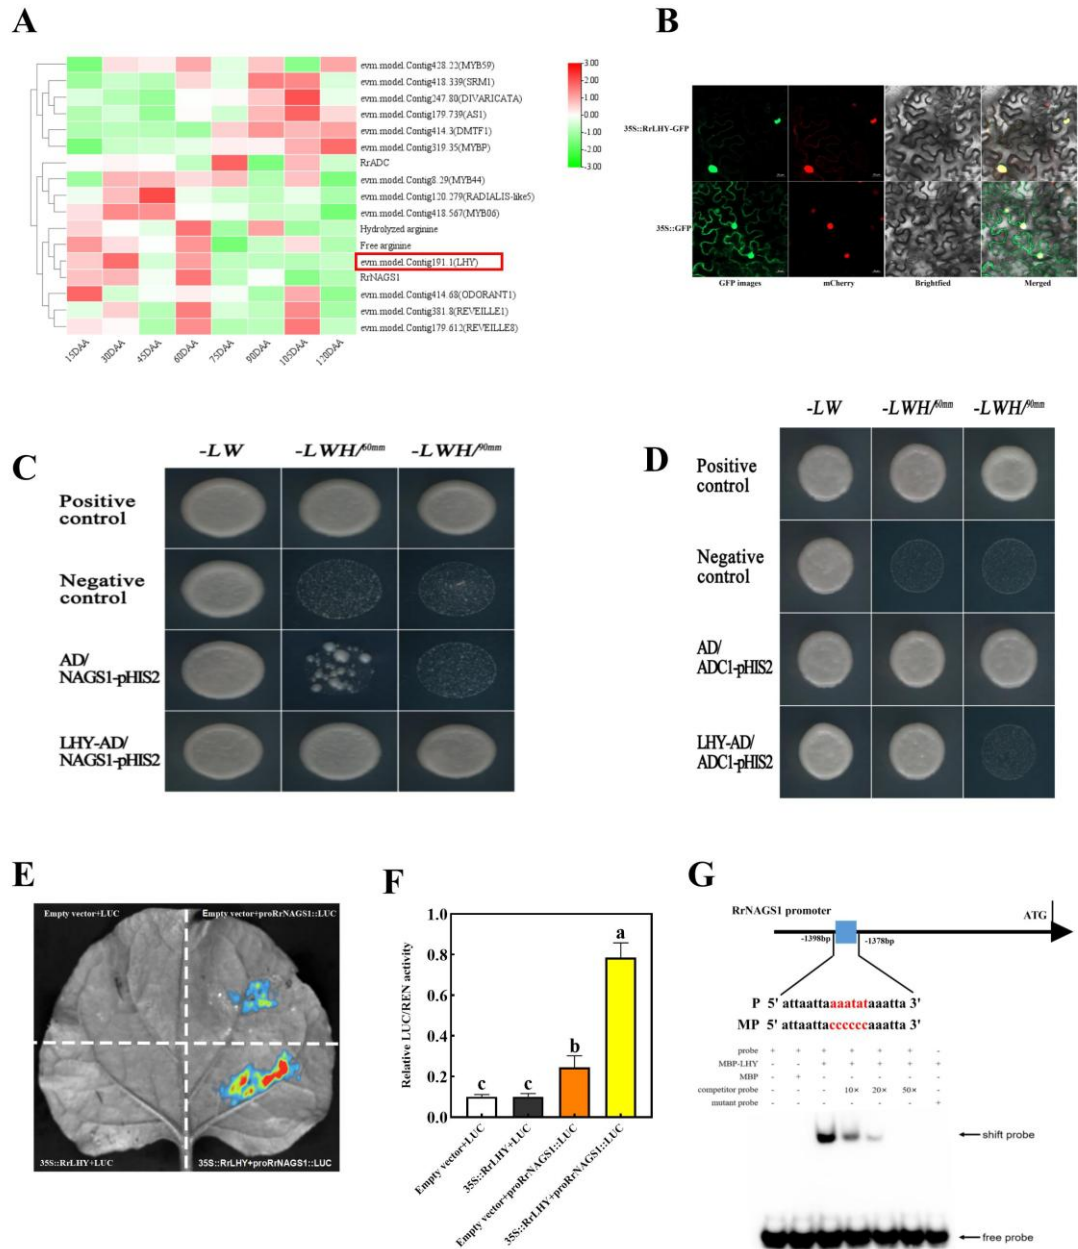 A
evm.model.Contig428.22(MYB59)
evm.model.Contig418.339(SRM1)
evm.model.Contig247.80(DIVARICATA)
evm.model.Contig179.739(AS1)
evm.model.Contig414.3(DMTF1)
evm.model.Contig319.35(MYBP)
RrADC
evm.model.Contig8.29(MYB44)
evm.model.Contig120.279(RADIALIS-like5)
evm.model.Contig418.567(MYB06)
Hydrolyzed arginine
Free arginine
evm.model.Contig191.1(LHY)
RrNAGS1
evm.model.Contig414.68(ODORANT1)
evm.model.Contig381.8(REVEILLE1)
evm.model.Contig179.612(REVEILLE8)
15DAA 30DAA 45DAA 60DAA 75DAA 90DAA 105DAA 120DAA
3.00
2.00
1.00
0.00
-1.00
-2.00
-3.00
B
35S::RrLHY-GFP
35S::GFP
GFP images mCherry Brightfied Merged
C
-LW -LWH/60mm -LWH/90mm
Positive
control
Negative
control
AD/
NAGS1-pHIS2
LHY-AD/
NAGS1-pHIS2
D
-LW -LWH/60mm -LWH/90mm
Positive
control
Negative
control
AD/
ADC1-pHIS2
LHY-AD/
ADC1-pHIS2
E
Empty vector+LUC Empty vector+proRrNAGS1::LUC
35S::RrLHY+LUC 35S::RrLHY+proRrNAGS1::LUC
F
Relative LUC/REN activity
1.0
0.8
0.6
0.4
0.2
0.0
c c b a
Empty vector+LUC
35S::RrLHY+LUC
Empty vector+proRrNAGS1::LUC
35S::RrLHY+proRrNAGS1::LUC
G
RrNAGS1 promoter ATG
-1398bp -1378bp
P 5' attaattaaaatataaatta 3'
MP 5' attaattaccccccaaatta 3'
probe + + + + + + -
MBP-LHY - - + + + + +
MBP - + - - - - -
competitor probe - - - 10× 20× 50× -
mutant probe - - - - - - +
shift probe
free probe